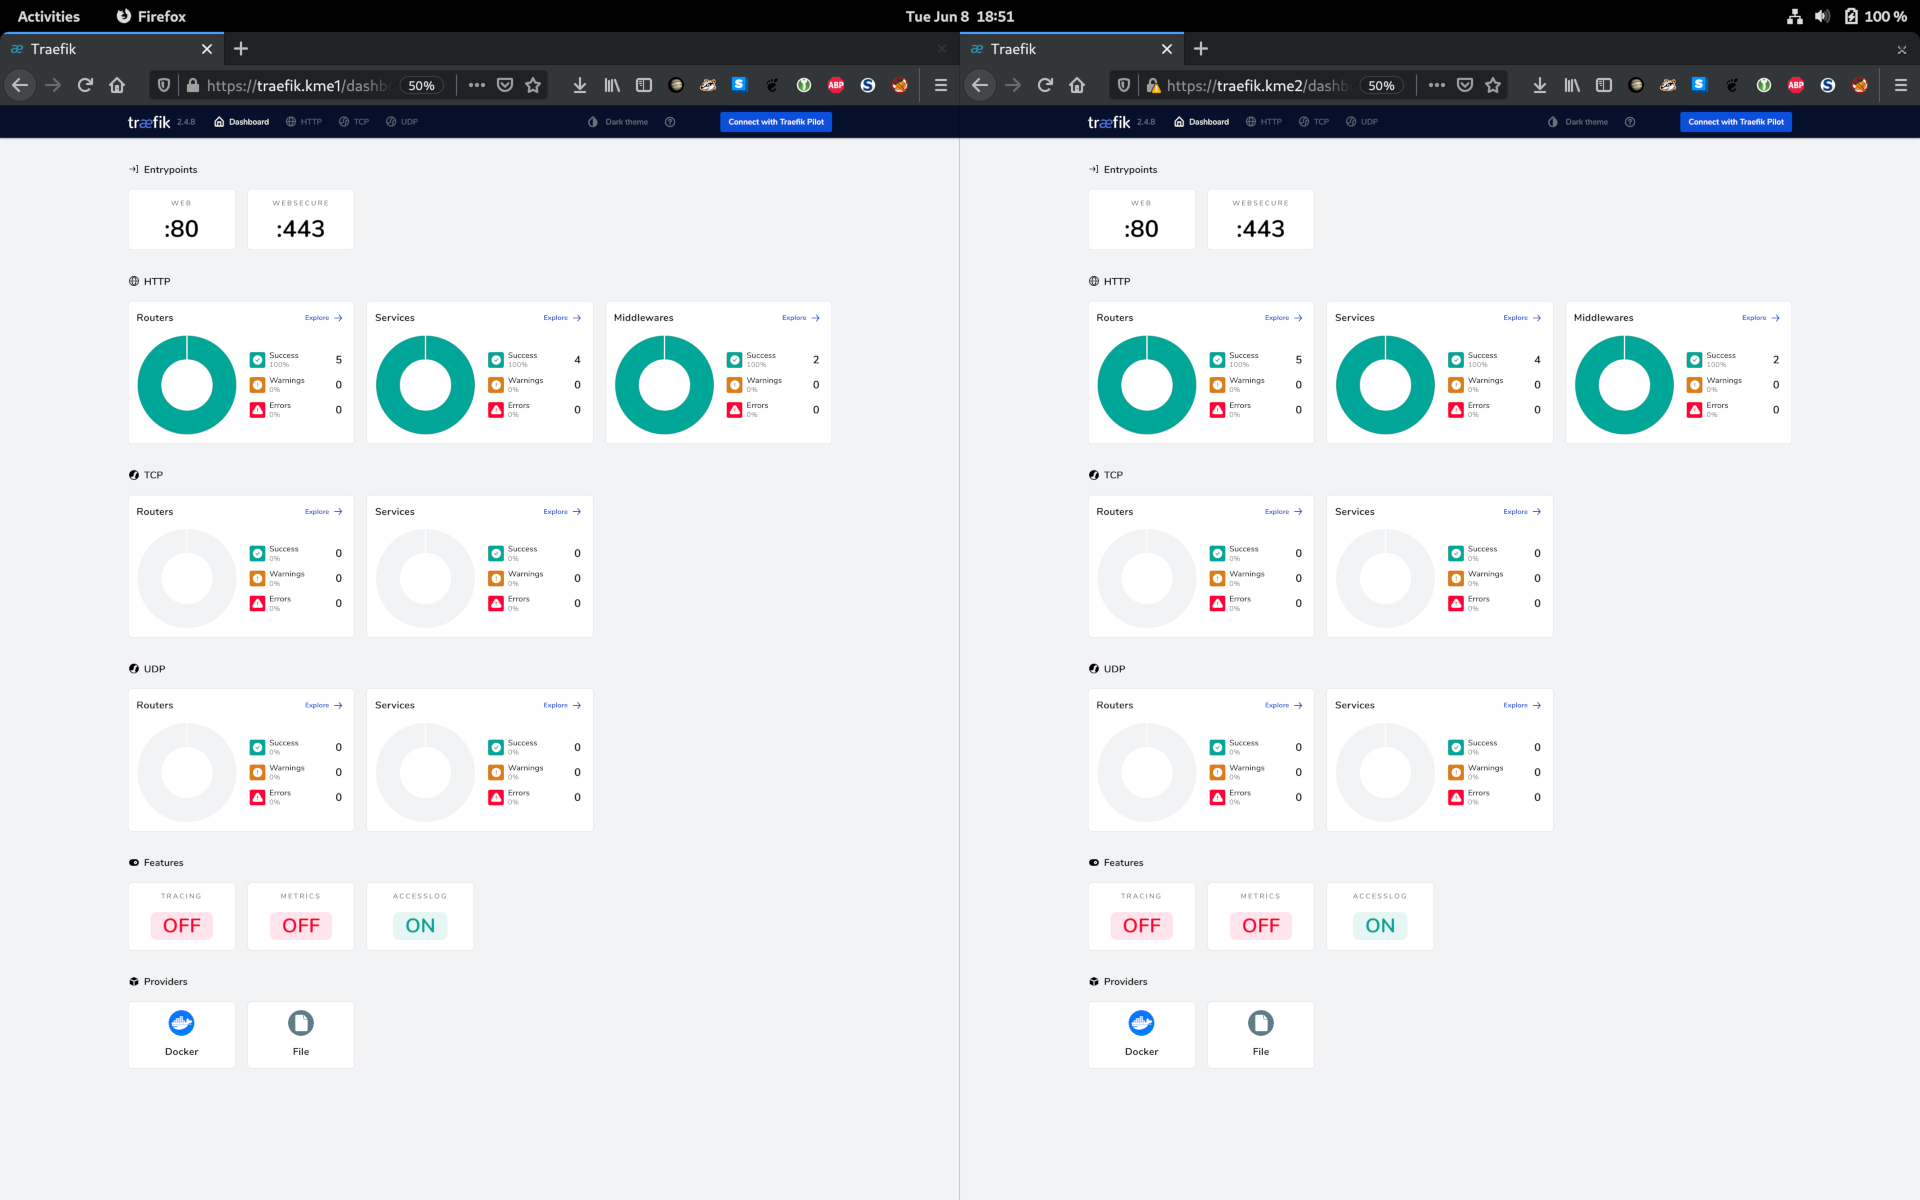 Activities Firefox Tue Jun 8 18:51 100 %
Traefik
https://traefik.kme1/dashb 50%
træfik 2.4.8 Dashboard HTTP TCP UDP Dark theme Connect with Traefik Pilot
Entrypoints
WEB WEBSECURE
:80 :443
HTTP
Routers Explore Services Explore Middlewares Explore
Success 5 Success 4 Success 2
100% 100% 100%
Warnings 0 Warnings 0 Warnings 0
0% 0% 0%
Errors 0 Errors 0 Errors 0
0% 0% 0%
TCP
Routers Explore Services Explore
Success 0 Success 0
0% 0%
Warnings 0 Warnings 0
0% 0%
Errors 0 Errors 0
0% 0%
UDP
Routers Explore Services Explore
Success 0 Success 0
0% 0%
Warnings 0 Warnings 0
0% 0%
Errors 0 Errors 0
0% 0%
Features
TRACING METRICS ACCESSLOG
OFF OFF ON
Providers
Docker File
Traefik
https://traefik.kme2/dashb 50%
træfik 2.4.8 Dashboard HTTP TCP UDP Dark theme Connect with Traefik Pilot
Entrypoints
WEB WEBSECURE
:80 :443
HTTP
Routers Explore Services Explore Middlewares Explore
Success 5 Success 4 Success 2
100% 100% 100%
Warnings 0 Warnings 0 Warnings 0
0% 0% 0%
Errors 0 Errors 0 Errors 0
0% 0% 0%
TCP
Routers Explore Services Explore
Success 0 Success 0
0% 0%
Warnings 0 Warnings 0
0% 0%
Errors 0 Errors 0
0% 0%
UDP
Routers Explore Services Explore
Success 0 Success 0
0% 0%
Warnings 0 Warnings 0
0% 0%
Errors 0 Errors 0
0% 0%
Features
TRACING METRICS ACCESSLOG
OFF OFF ON
Providers
Docker File